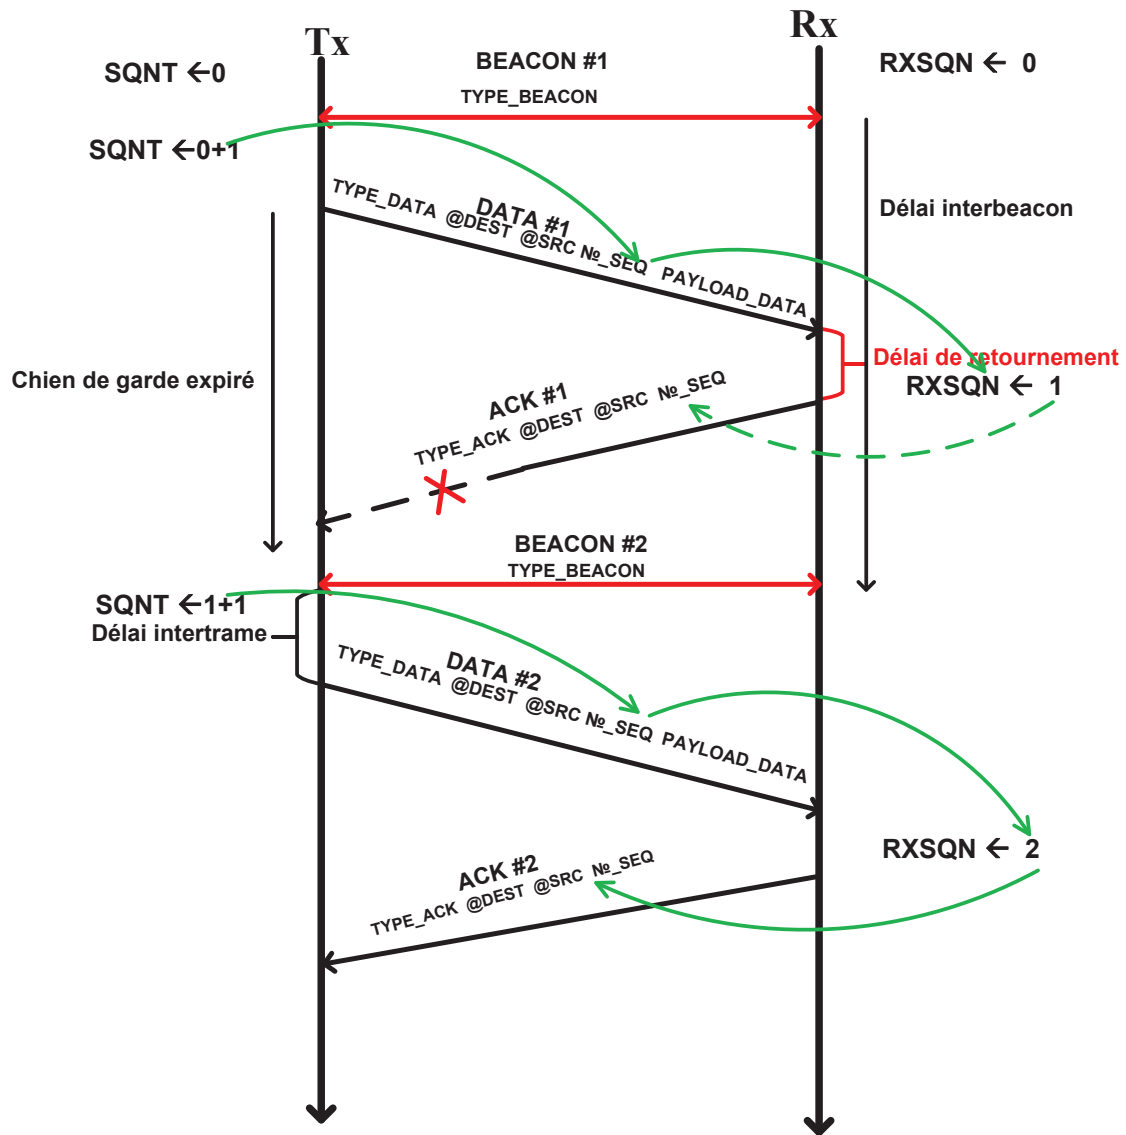 Tx
Rx
SQNT ←0
BEACON #1
RXSQN ← 0
TYPE_BEACON
SQNT ←0+1
DATA #1
TYPE_DATA @DEST @SRC №_SEQ PAYLOAD_DATA
Délai interbeacon
Délai de retournement
Chien de garde expiré
RXSQN ← 1
ACK #1
TYPE_ACK @DEST @SRC №_SEQ
BEACON #2
TYPE_BEACON
SQNT ←1+1
Délai intertrame
DATA #2
TYPE_DATA @DEST @SRC №_SEQ PAYLOAD_DATA
RXSQN ← 2
ACK #2
TYPE_ACK @DEST @SRC №_SEQ